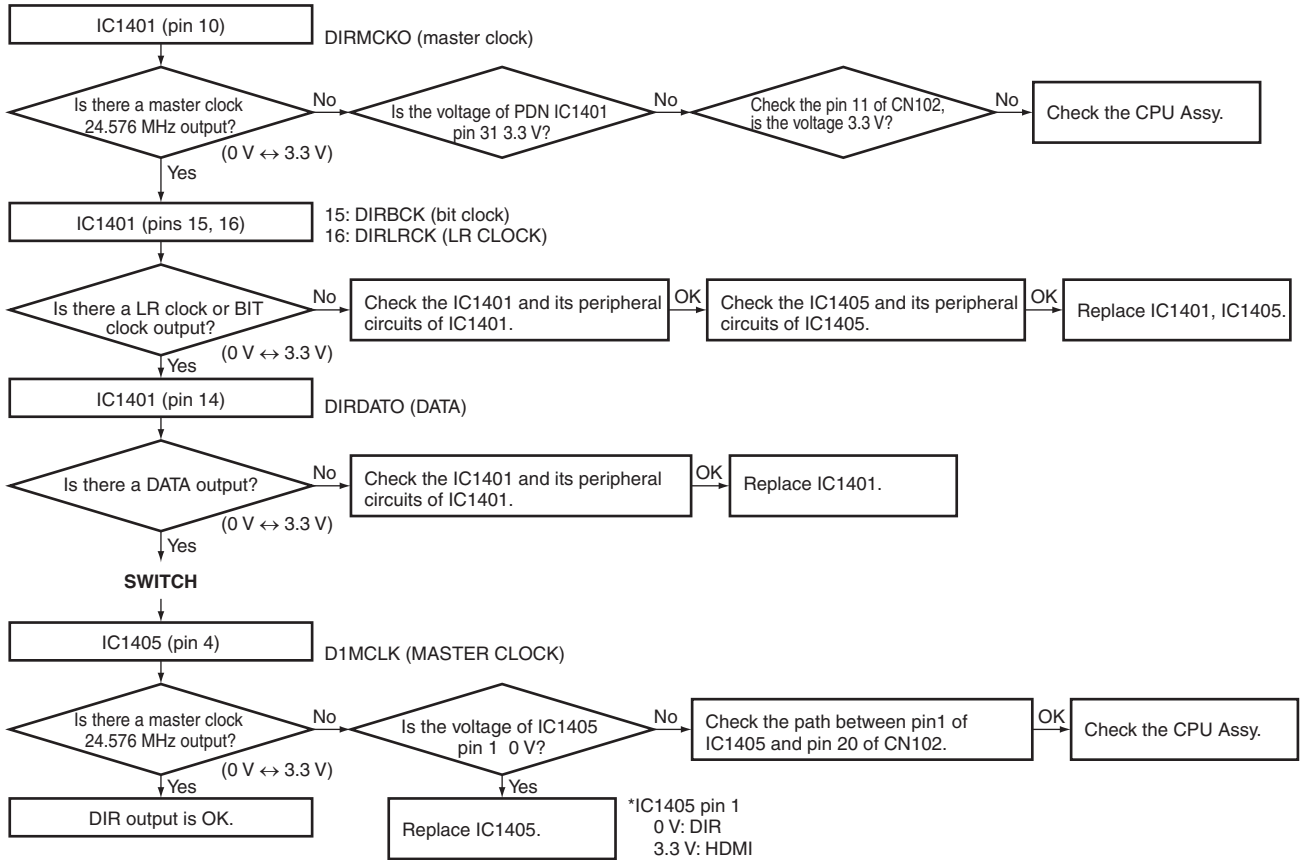 IC1401 (pin 10)
DIRMCKO (master clock)
Is there a master clock
24.576 MHz output?
No
Is the voltage of PDN IC1401
pin 31 3.3 V?
No
Check the pin 11 of CN102,
is the voltage 3.3 V?
No
Check the CPU Assy.
(0 V ↔ 3.3 V)
Yes
IC1401 (pins 15, 16)
15: DIRBCK (bit clock)
16: DIRLRCK (LR CLOCK)
Is there a LR clock or BIT
clock output?
No
Check the IC1401 and its peripheral
circuits of IC1401.
OK
Check the IC1405 and its peripheral
circuits of IC1405.
OK
Replace IC1401, IC1405.
(0 V ↔ 3.3 V)
Yes
IC1401 (pin 14)
DIRDATO (DATA)
Is there a DATA output?
No
Check the IC1401 and its peripheral
circuits of IC1401.
OK
Replace IC1401.
(0 V ↔ 3.3 V)
Yes
SWITCH
IC1405 (pin 4)
D1MCLK (MASTER CLOCK)
Is there a master clock
24.576 MHz output?
No
Is the voltage of IC1405
pin 1 0 V?
No
Check the path between pin1 of
IC1405 and pin 20 of CN102.
OK
Check the CPU Assy.
(0 V ↔ 3.3 V)
Yes
Yes
DIR output is OK.
Replace IC1405.
*IC1405 pin 1
0 V: DIR
3.3 V: HDMI